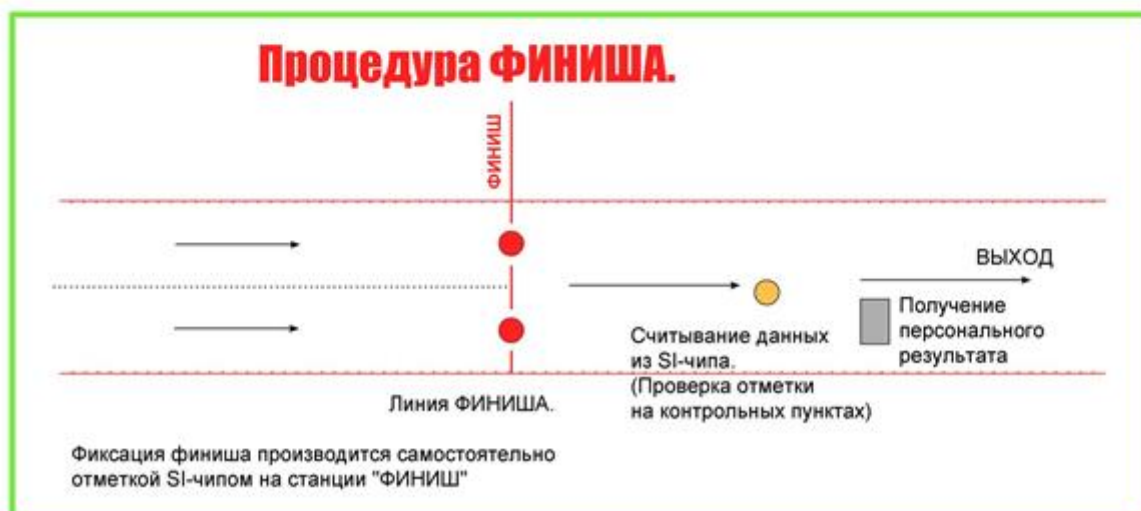 Процедура ФИНИША.
ФИНИШ
ВЫХОД
Получение
персонального
результата
Считывание данных
из SI-чипа.
(Проверка отметки
на контрольных пунктах)
Линия ФИНИША.
Фиксация финиша производится самостоятельно
отметкой SI-чипом на станции "ФИНИШ"